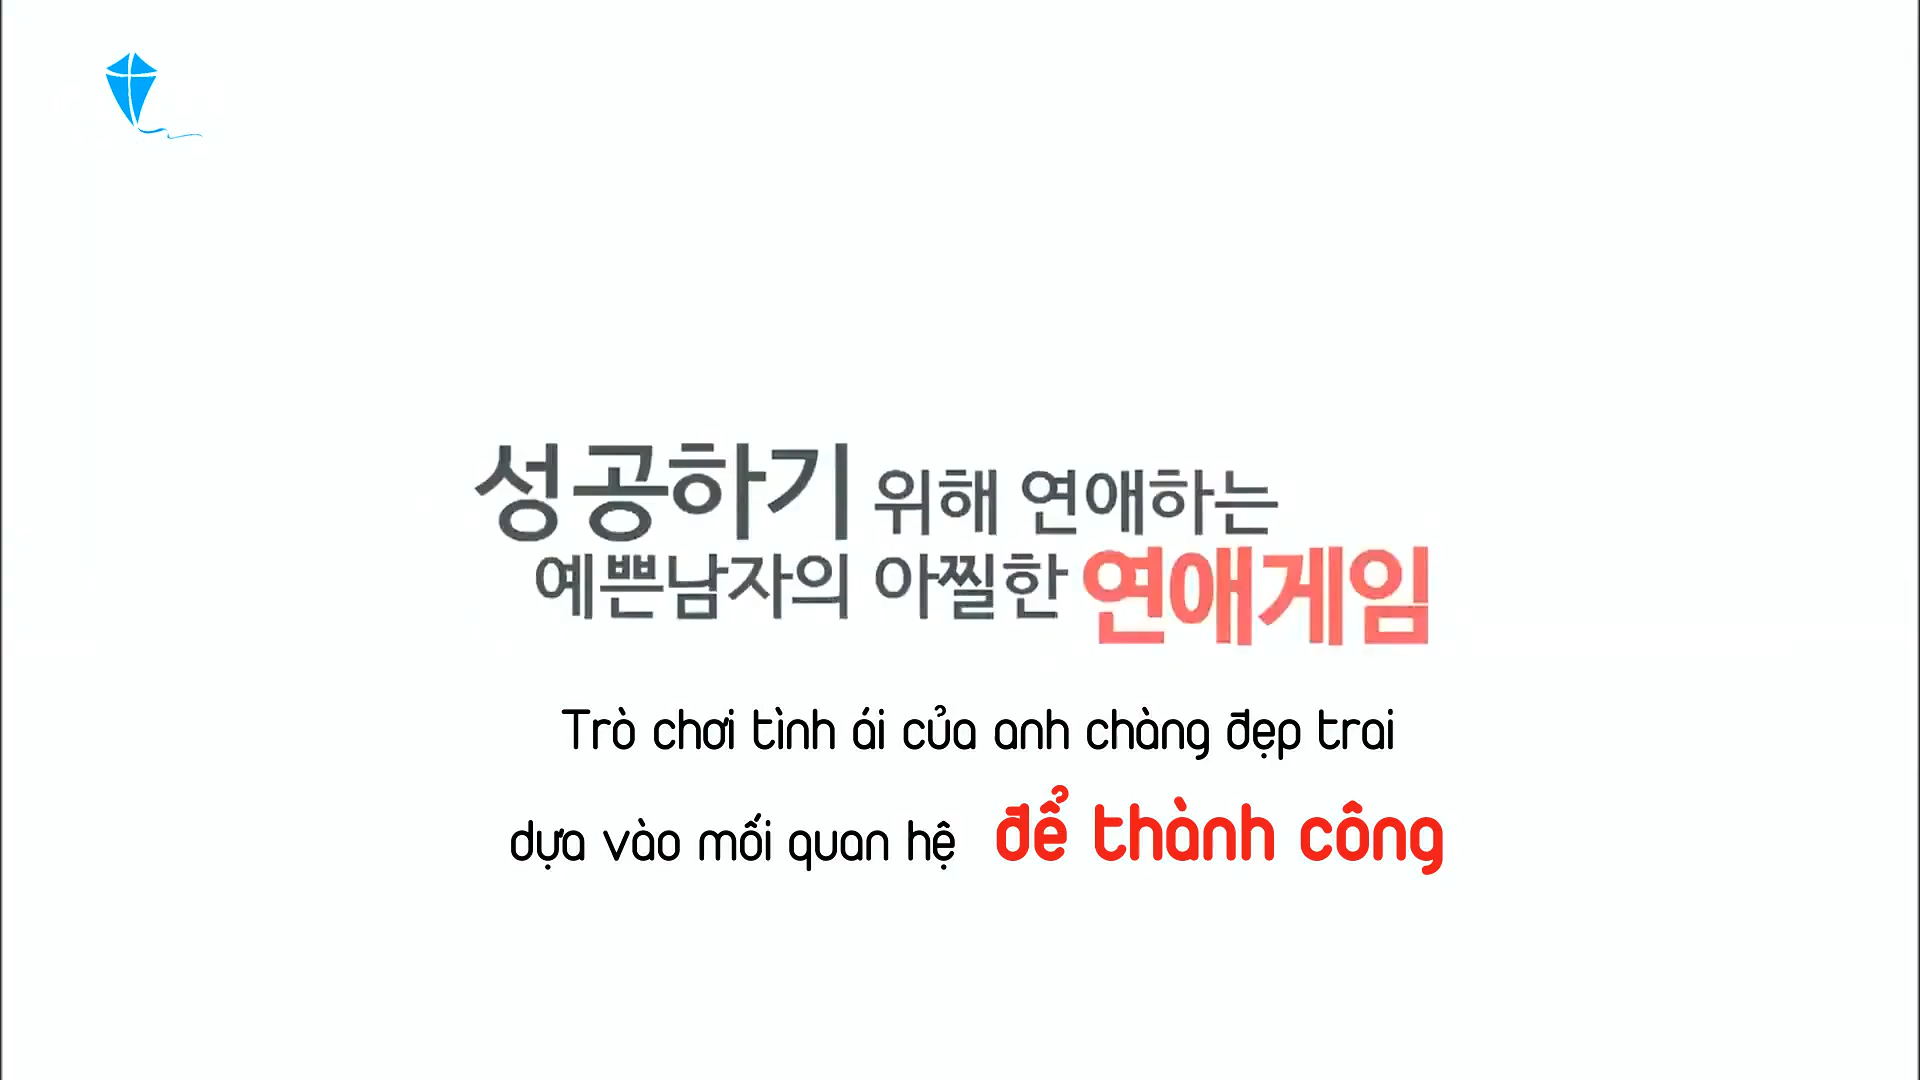 성공하기 위해 연애하는
예쁜남자의 아찔한 연애게임
Trò chơi tình ái của anh chàng đẹp trai
dựa vào mối quan hệ để thành công